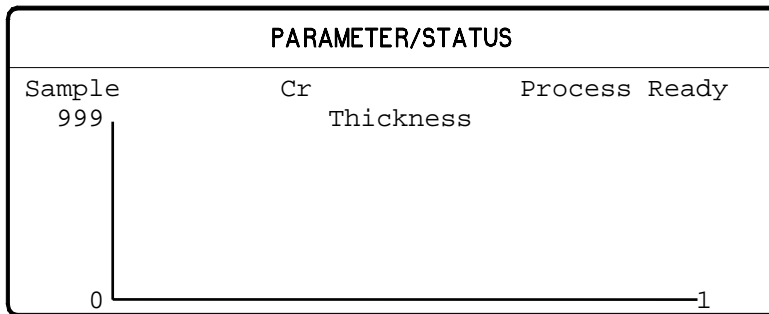 PARAMETER/STATUS
Sample Cr Process Ready
999 Thickness
0 1